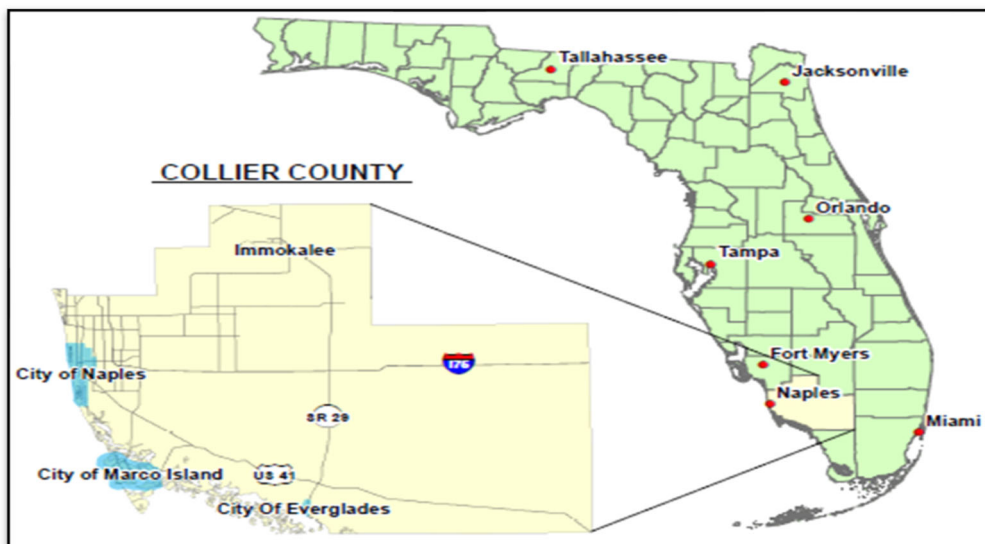 Tallahassee
Jacksonville
COLLIER COUNTY
Orlando
Immokalee
Tampa
Fort Myers
I 75
City of Naples
Naples
SR 29
Miami
City of Marco Island
US 41
City Of Everglades